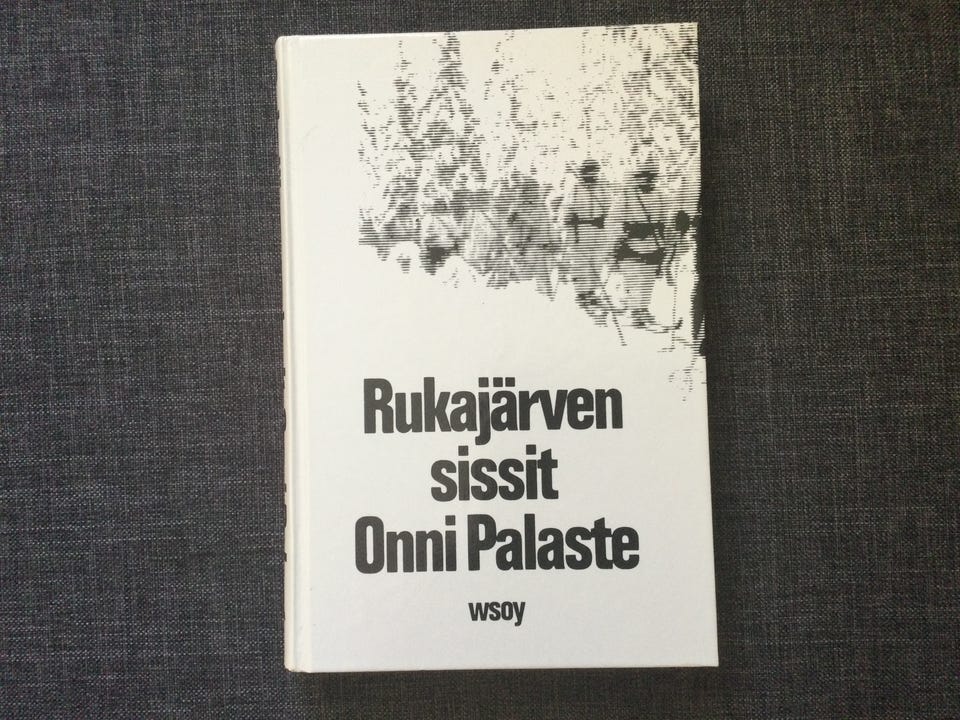 Rukajärven
sissit
Onni Palaste
wsoy